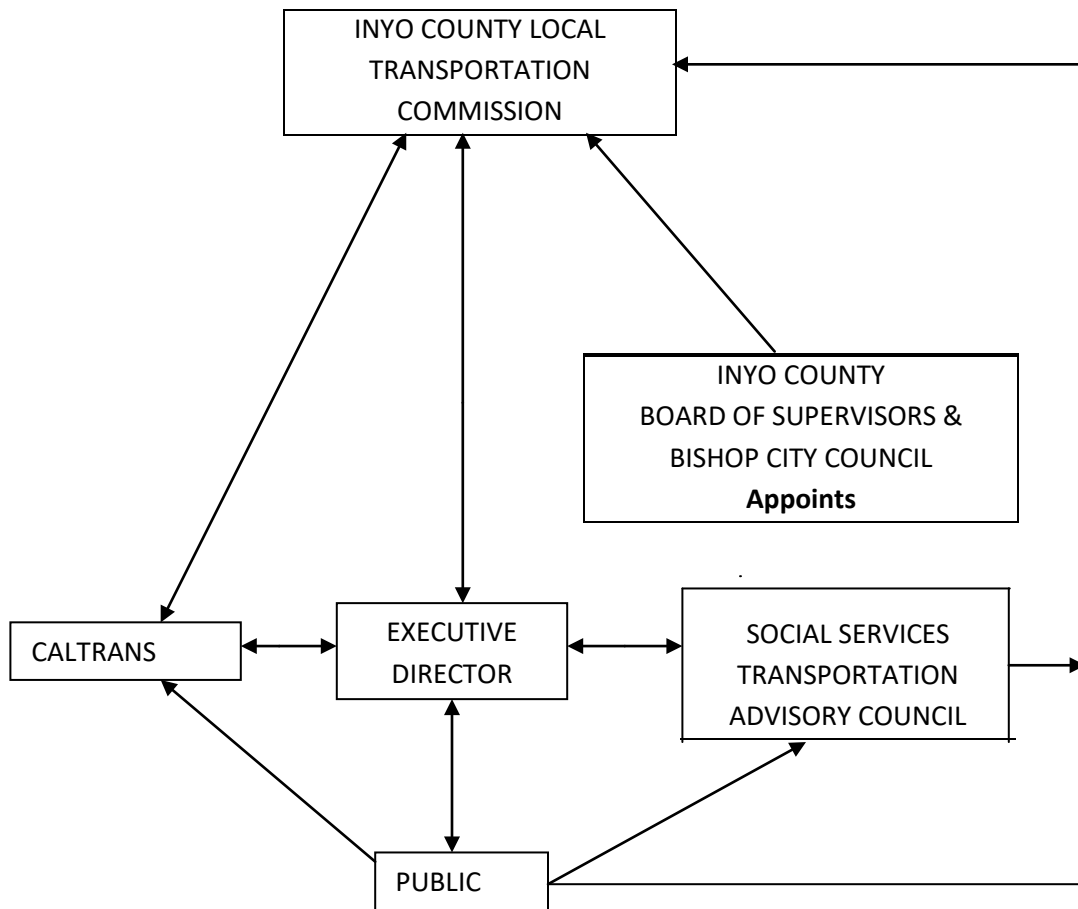 INYO COUNTY LOCAL
TRANSPORTATION
COMMISSION
INYO COUNTY
BOARD OF SUPERVISORS &
BISHOP CITY COUNCIL
Appoints
CALTRANS
EXECUTIVE
DIRECTOR
SOCIAL SERVICES
TRANSPORTATION
ADVISORY COUNCIL
PUBLIC